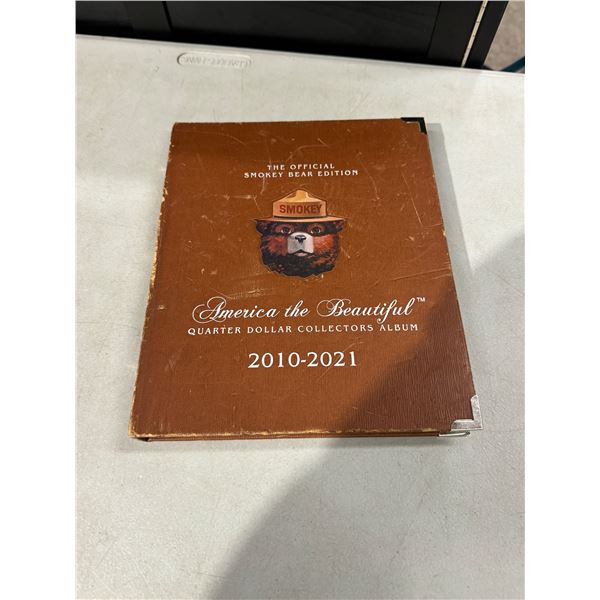 THE OFFICIAL
SMOKEY BEAR EDITION
SMOKEY
America the Beautiful™
QUARTER DOLLAR COLLECTORS ALBUM
2010-2021